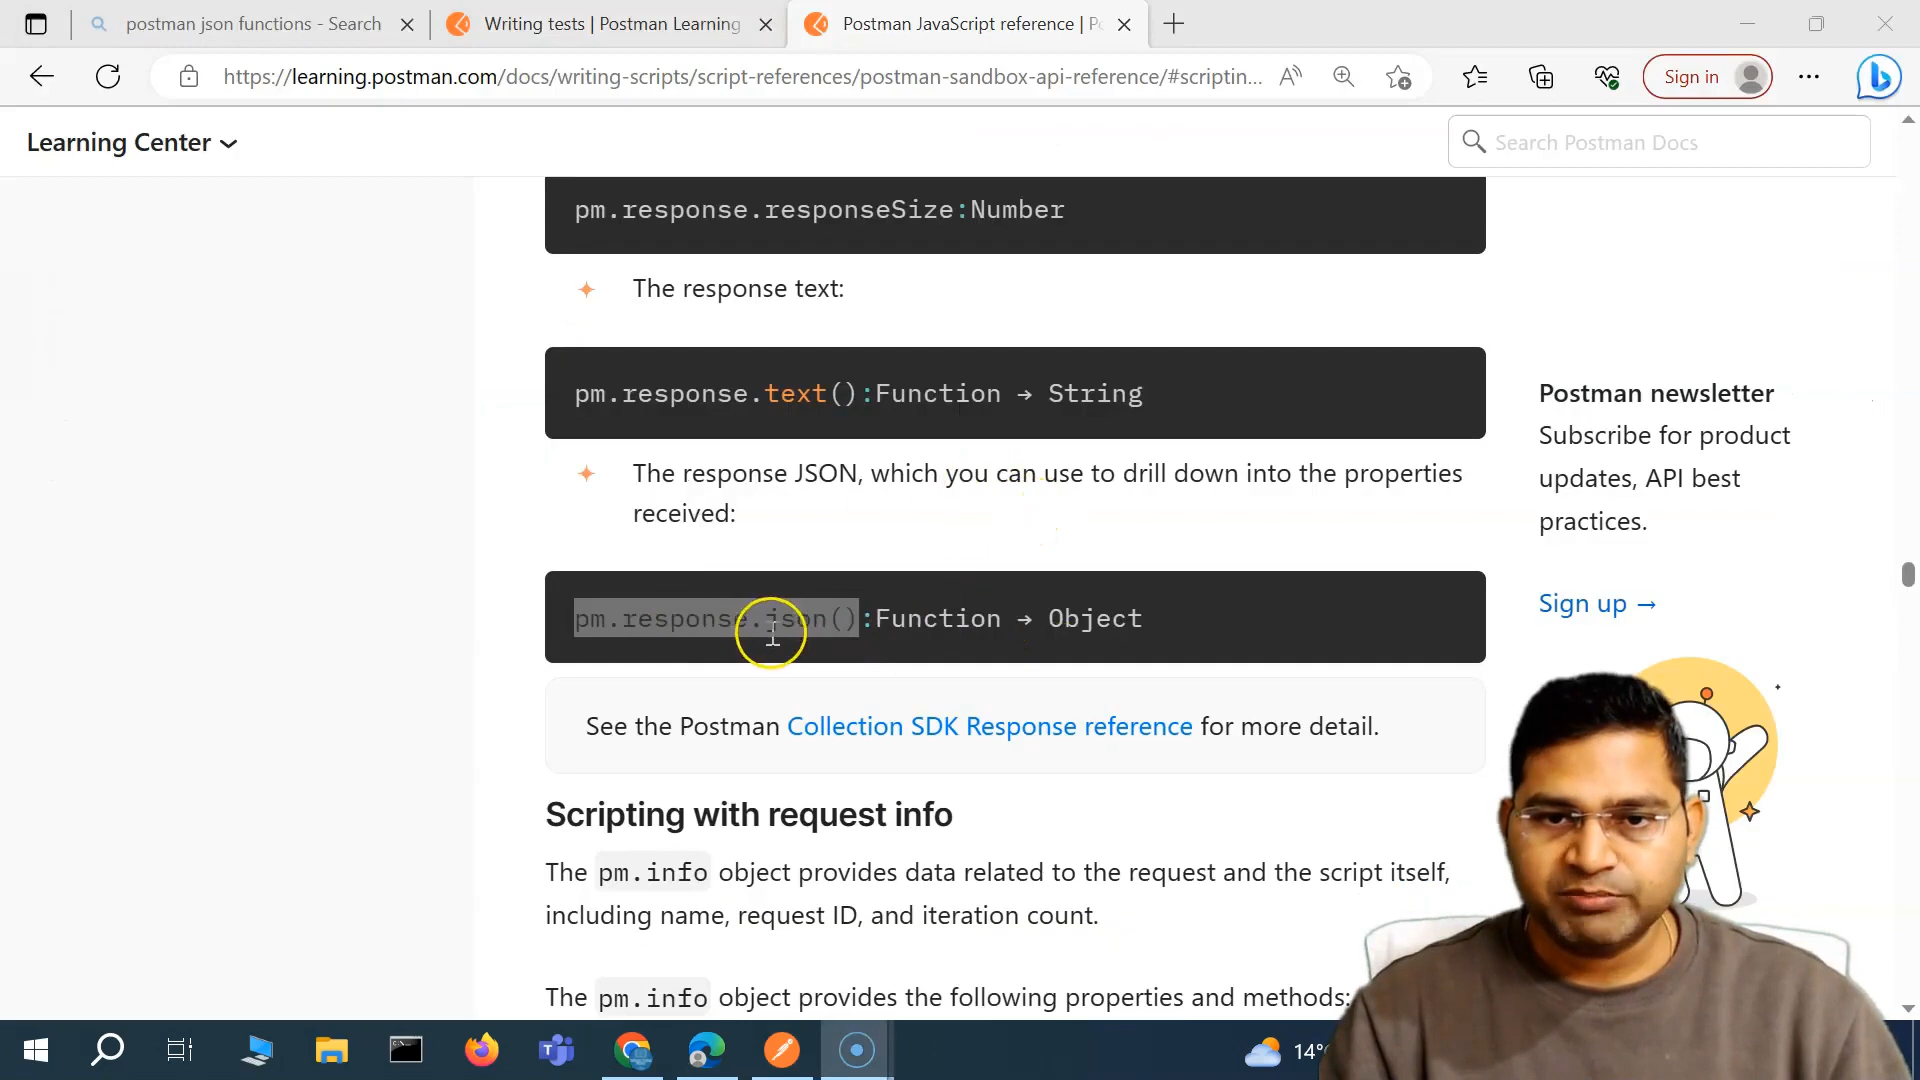 postman json functions - Search
Writing tests | Postman Learning
Postman JavaScript reference | Po
https://learning.postman.com/docs/writing-scripts/script-references/postman-sandbox-api-reference/#scriptin...
Sign in
Learning Center
Search Postman Docs
pm.response.responseSize:Number
The response text:
pm.response.text():Function → String
The response JSON, which you can use to drill down into the properties
received:
pm.response.json():Function → Object
See the Postman Collection SDK Response reference for more detail.
Scripting with request info
The pm.info object provides data related to the request and the script itself,
including name, request ID, and iteration count.
The pm.info object provides the following properties and methods:
Postman newsletter
Subscribe for product
updates, API best
practices.
Sign up →
14°